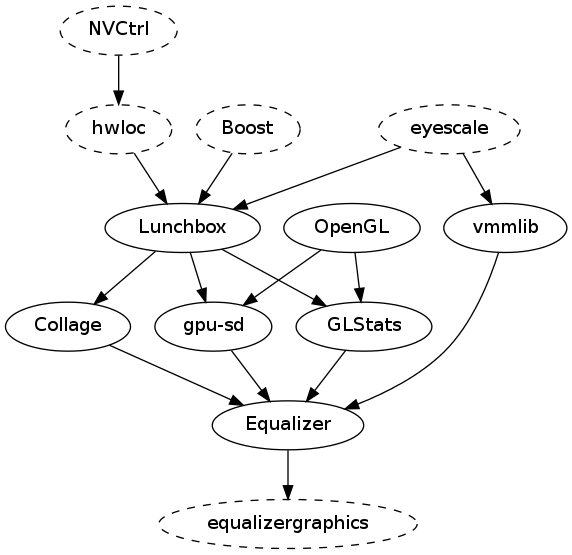 NVCtrl
hwloc
Boost
eyescale
Lunchbox
OpenGL
vmmlib
Collage
gpu-sd
GLStats
Equalizer
equalizergraphics